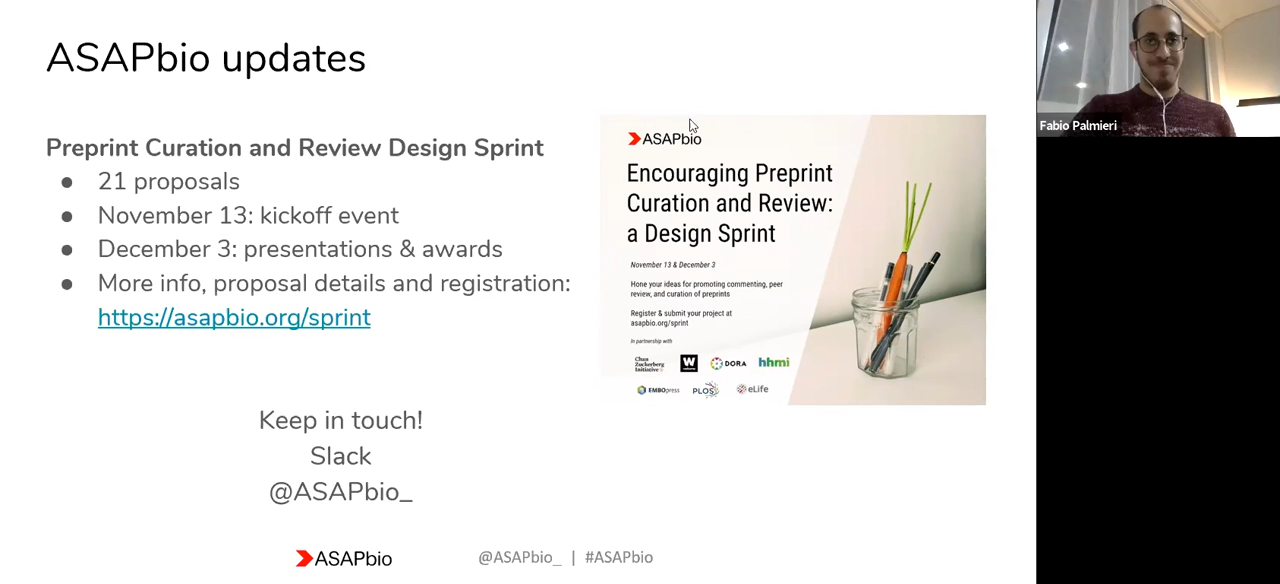 ASAPbio updates
Preprint Curation and Review Design Sprint
● 21 proposals
● November 13: kickoff event
● December 3: presentations & awards
● More info, proposal details and registration:
https://asapbio.org/sprint
Keep in touch!
Slack
@ASAPbio_
ASAPbio
@ASAPbio_ | #ASAPbio
ASAPbio
Encouraging Preprint
Curation and Review:
a Design Sprint
November 13 & December 3
Hone your ideas for promoting commenting, peer
review, and curation of preprints
Register & submit your project at
asapbio.org/sprint
In partnership with
Chan
Zuckerberg
Initiative
W
DORA
hhmi
EMBOpress
PLOS
eLife
Fabio Palmieri